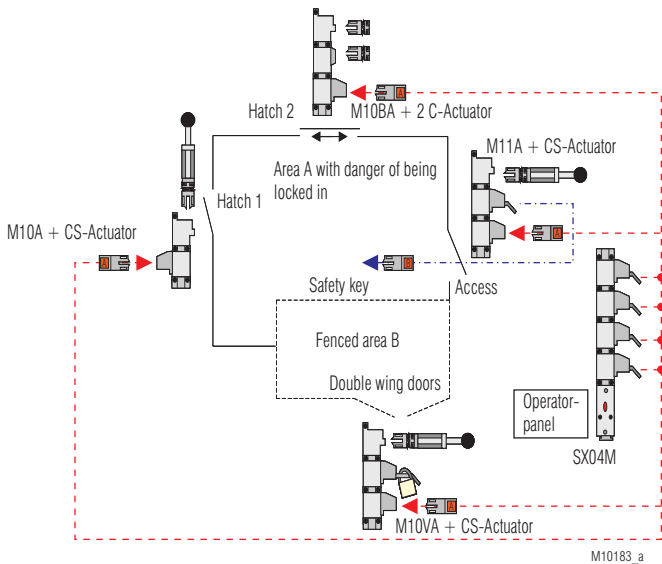 Hatch 2
A
M10BA + 2 C-Actuator
M11A + CS-Actuator
Area A with danger of being
locked in
Hatch 1
M10A + CS-Actuator
A
A
B
Safety key
Access
Fenced area B
Double wing doors
Operator-
panel
SX04M
A
M10VA + CS-Actuator
M10183_a